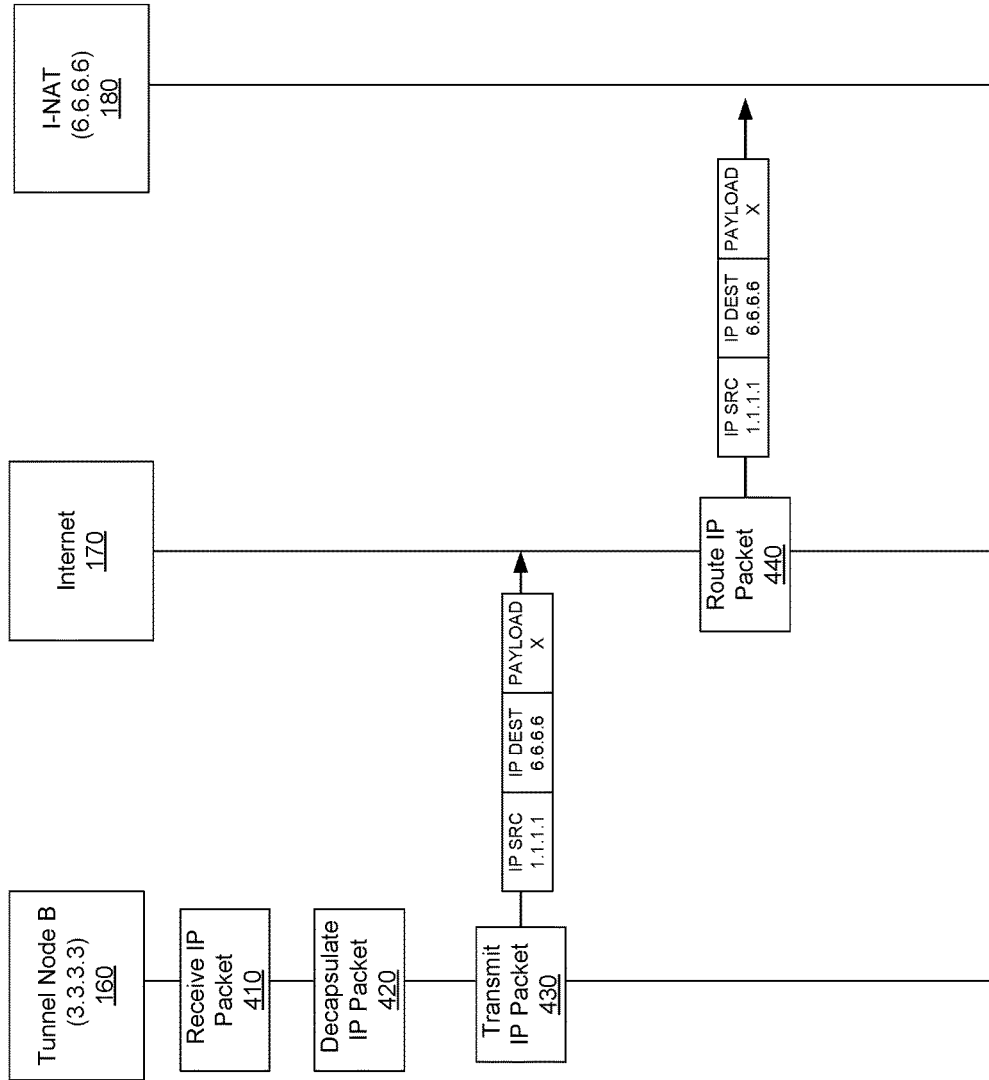 Tunnel Node B
(3.3.3.3)
160
Internet
170
I-NAT
(6.6.6.6)
180
Receive IP
Packet
410
Decapsulate
IP Packet
420
Transmit
IP Packet
430
IP SRC
1.1.1.1
IP DEST
6.6.6.6
PAYLOAD
X
Route IP
Packet
440
IP SRC
1.1.1.1
IP DEST
6.6.6.6
PAYLOAD
X